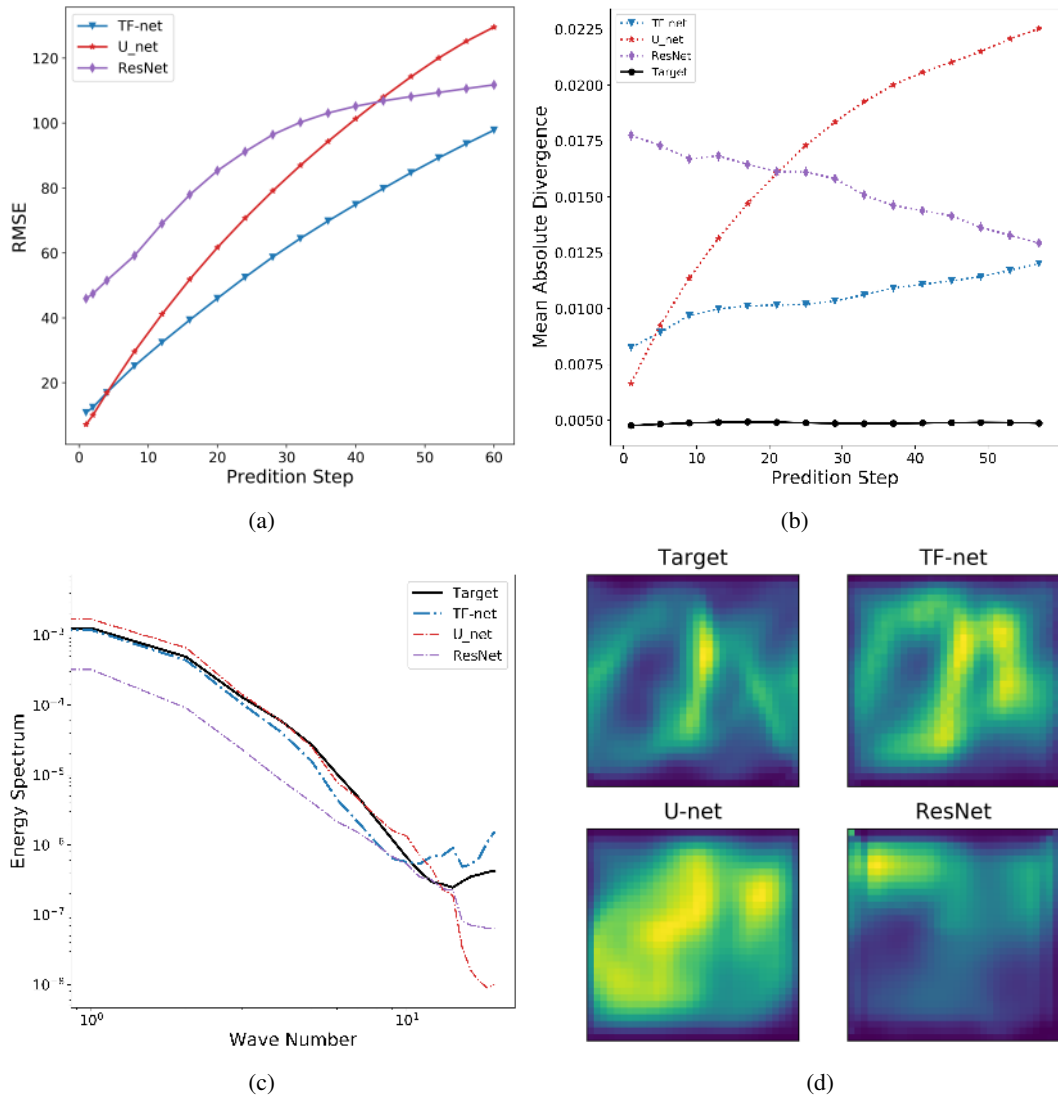 TF-net
U_net
ResNet
RMSE
120
100
80
60
40
20
0 10 20 30 40 50 60
Predition Step
(a)
TF-net
U_net
ResNet
Target
Mean Absolute Divergence
0.0225
0.0200
0.0175
0.0150
0.0125
0.0100
0.0075
0.0050
0 10 20 30 40 50
Predition Step
(b)
Target
TF-net
U_net
ResNet
Energy Spectrum
10⁻⁴
10⁻⁵
10⁻⁶
10⁻⁷
10⁰ 10¹
Wave Number
(c)
Target TF-net
U-net ResNet
(d)